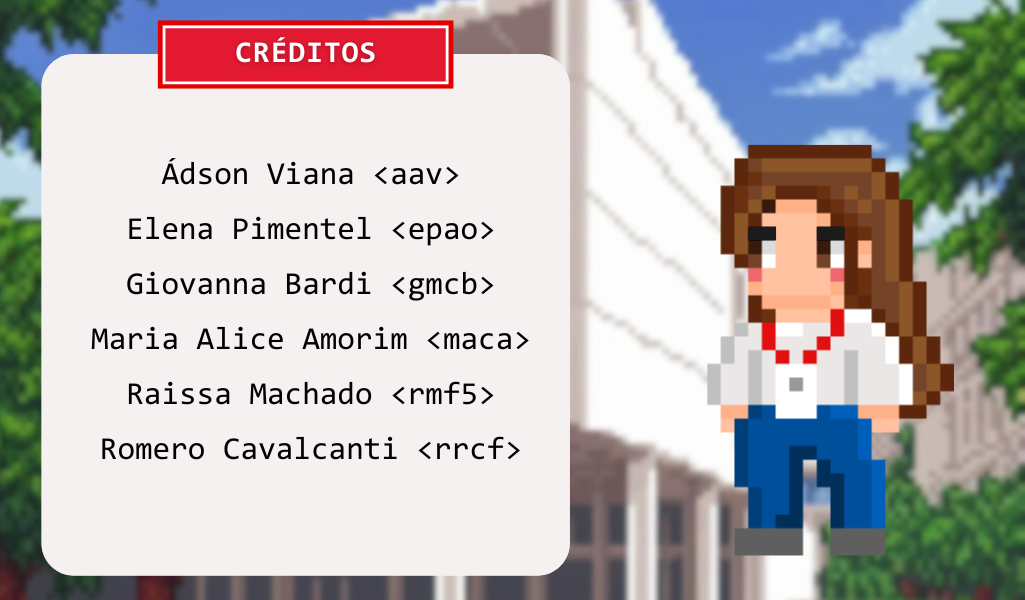 CRÉDITOS
Ádson Viana <aav>
Elena Pimentel <epao>
Giovanna Bardi <gmcb>
Maria Alice Amorim <maca>
Raissa Machado <rmf5>
Romero Cavalcanti <rrcf>